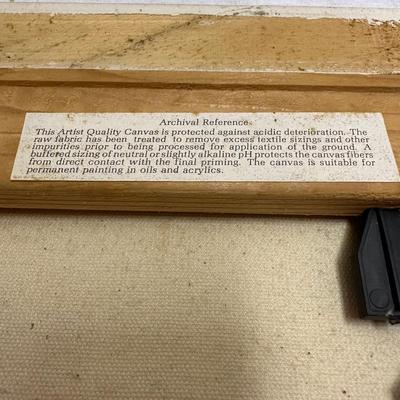 Archival Reference
This Artist Quality Canvas is protected against acidic deterioration. The
raw fabric has been treated to remove excess textile sizings and other
impurities prior to being processed for application of the ground. A
buffered sizing of neutral or slightly alkaline pH protects the canvas fibers
from direct contact with the final priming. The canvas is suitable for
permanent painting in oils and acrylics.